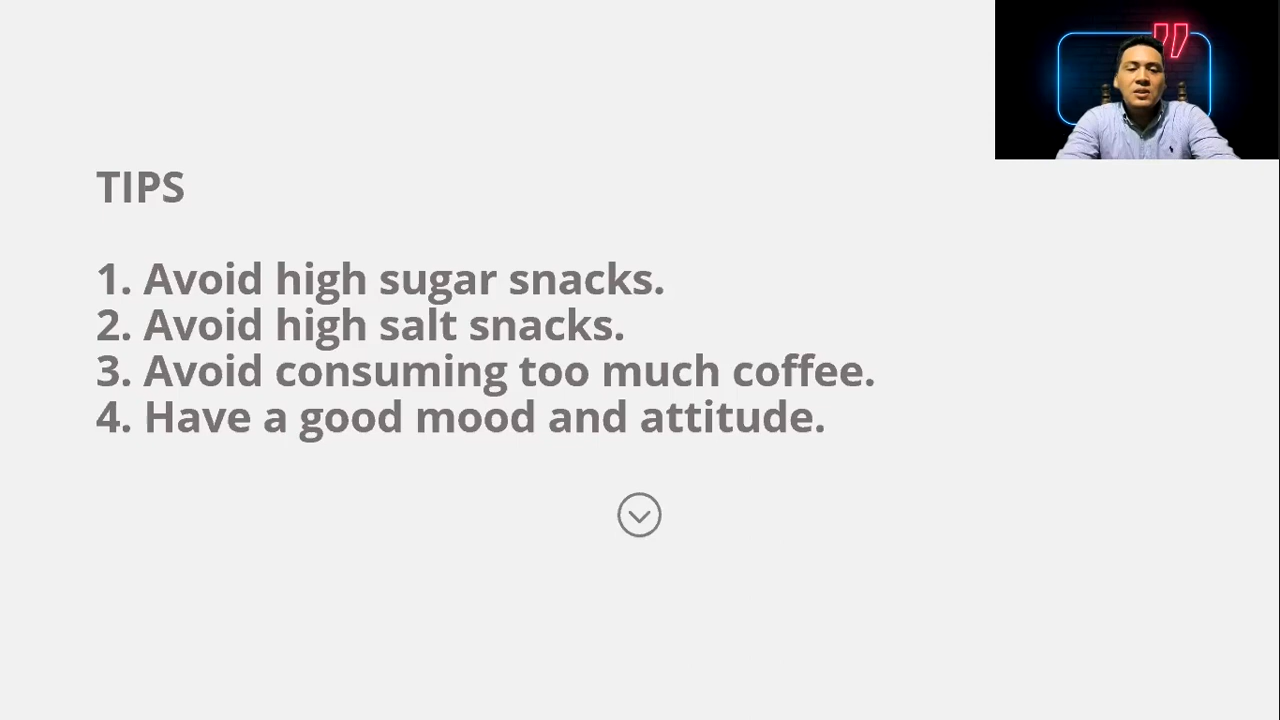 TIPS
1. Avoid high sugar snacks.
2. Avoid high salt snacks.
3. Avoid consuming too much coffee.
4. Have a good mood and attitude.